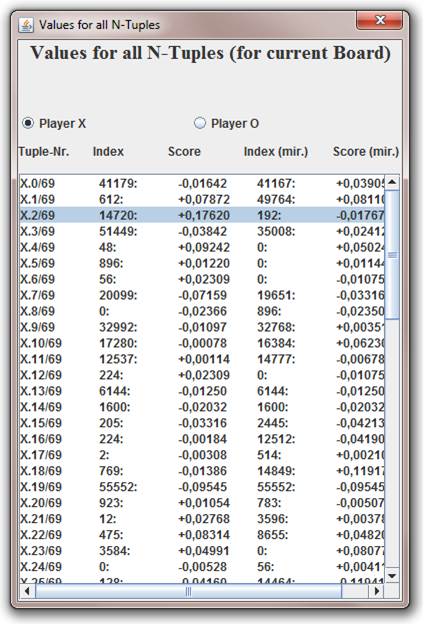 Values for all N-Tuples
Values for all N-Tuples (for current Board)
Player X Player O
Tuple-Nr. Index Score Index (mir.) Score (mir.)
X.0/69 41179: -0,01642 41167: +0,03905
X.1/69 612: +0,07872 49764: +0,08110
X.2/69 14720: +0,17620 192: -0,01767
X.3/69 51449: -0,03842 35008: +0,02412
X.4/69 48: +0,09242 0: +0,05024
X.5/69 896: +0,01220 0: +0,01144
X.6/69 56: +0,02309 0: -0,01075
X.7/69 20099: -0,07159 19651: -0,03316
X.8/69 0: -0,02366 896: -0,02350
X.9/69 32992: -0,01097 32768: +0,00351
X.10/69 17280: -0,00078 16384: +0,06230
X.11/69 12537: +0,00114 14777: -0,00678
X.12/69 224: +0,02309 0: -0,01075
X.13/69 6144: -0,01250 6144: -0,01250
X.14/69 1600: -0,02032 1600: -0,02032
X.15/69 205: -0,03316 2445: -0,04213
X.16/69 224: -0,00184 12512: -0,04190
X.17/69 2: -0,00308 514: +0,00210
X.18/69 769: -0,01386 14849: +0,11917
X.19/69 55552: -0,09545 55552: -0,09545
X.20/69 923: +0,01054 783: -0,00507
X.21/69 12: +0,02768 3596: +0,00378
X.22/69 475: +0,08314 8655: +0,04820
X.23/69 3584: +0,04991 0: +0,08077
X.24/69 0: -0,00528 56: +0,00411
X.25/69 128: -0,04160 14464: -0,11941